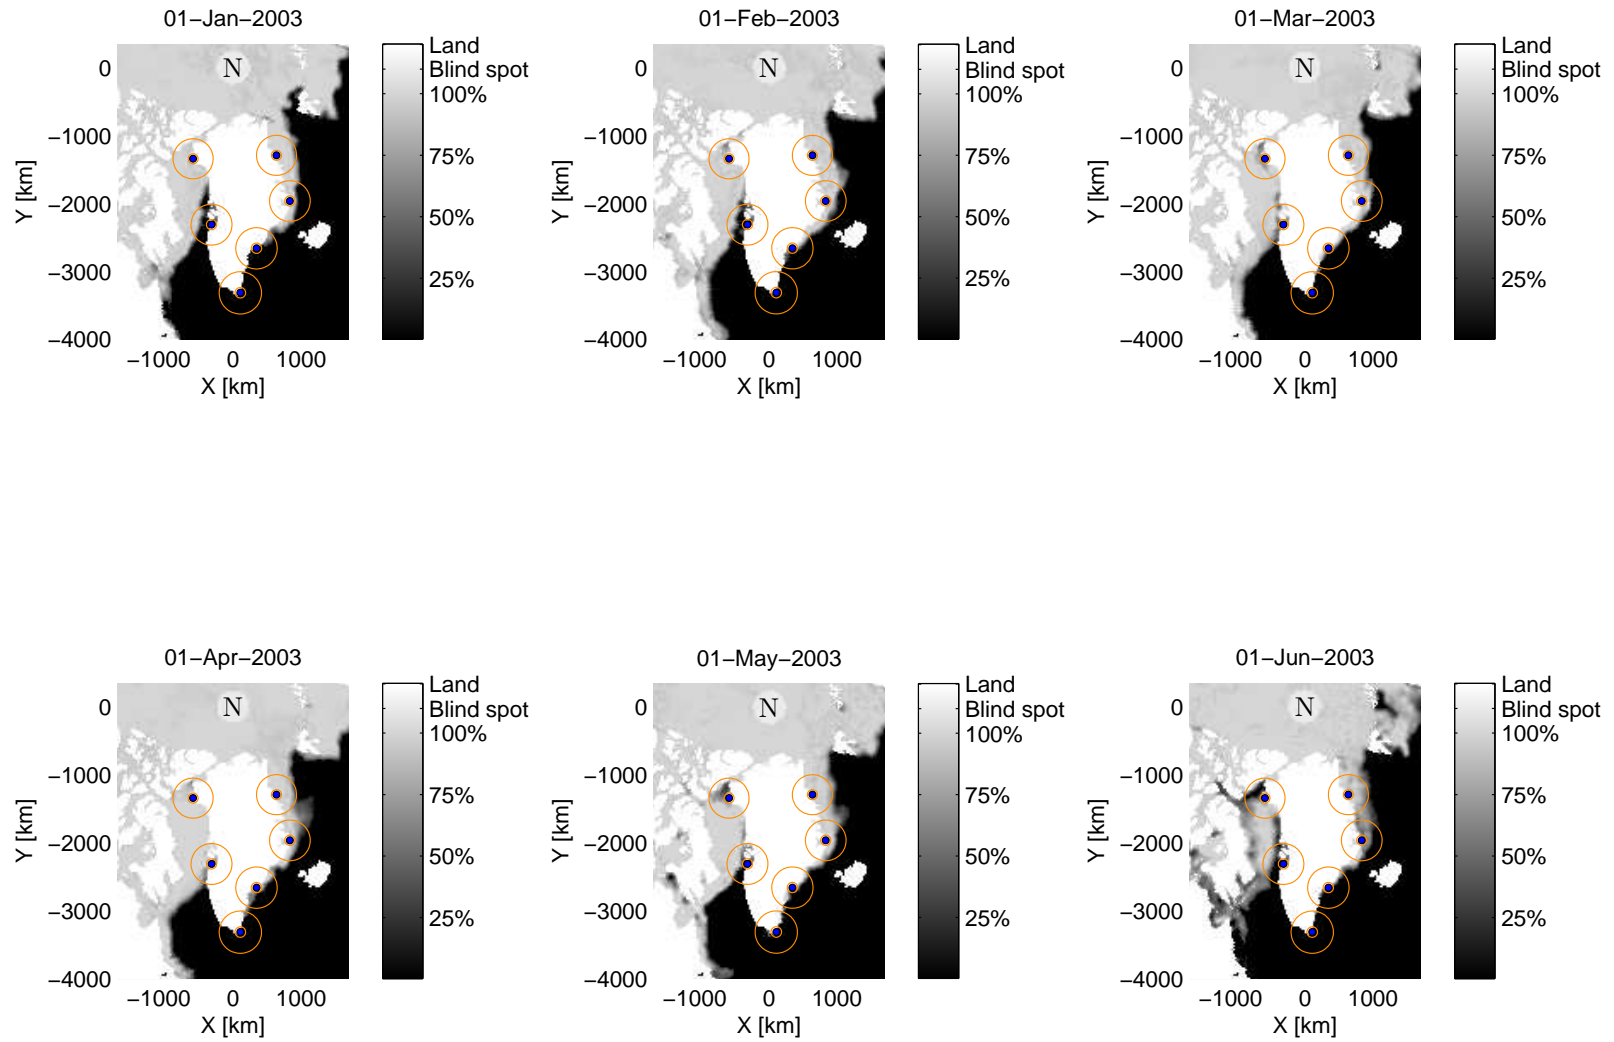 01−Jan−2003
01−Feb−2003
01−Mar−2003
N
Land
Blind spot
100%
75%
50%
25%
0
−1000
−2000
−3000
−4000
Y [km]
−1000 0 1000
X [km]
N
Land
Blind spot
100%
75%
50%
25%
0
−1000
−2000
−3000
−4000
Y [km]
−1000 0 1000
X [km]
N
Land
Blind spot
100%
75%
50%
25%
0
−1000
−2000
−3000
−4000
Y [km]
−1000 0 1000
X [km]
01−Apr−2003
01−May−2003
01−Jun−2003
N
Land
Blind spot
100%
75%
50%
25%
0
−1000
−2000
−3000
−4000
Y [km]
−1000 0 1000
X [km]
N
Land
Blind spot
100%
75%
50%
25%
0
−1000
−2000
−3000
−4000
Y [km]
−1000 0 1000
X [km]
N
Land
Blind spot
100%
75%
50%
25%
0
−1000
−2000
−3000
−4000
Y [km]
−1000 0 1000
X [km]